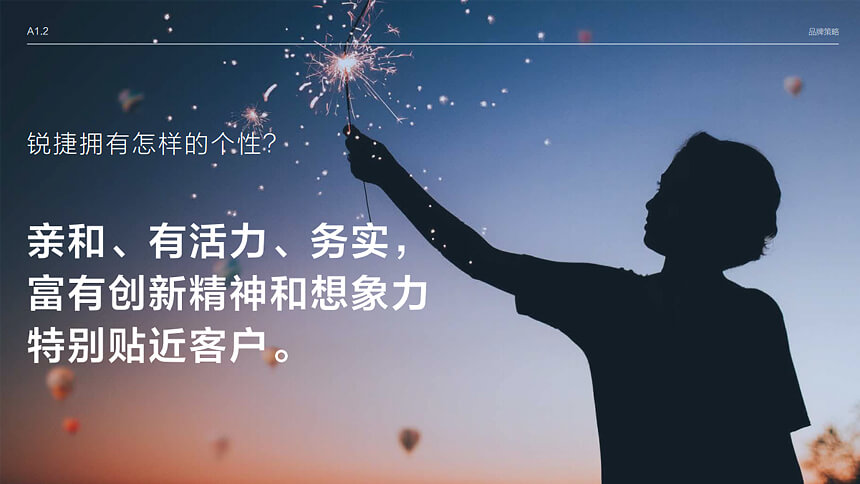 A1.2
品牌策略
锐捷拥有怎样的个性?
亲和、有活力、务实，
富有创新精神和想象力
特别贴近客户。